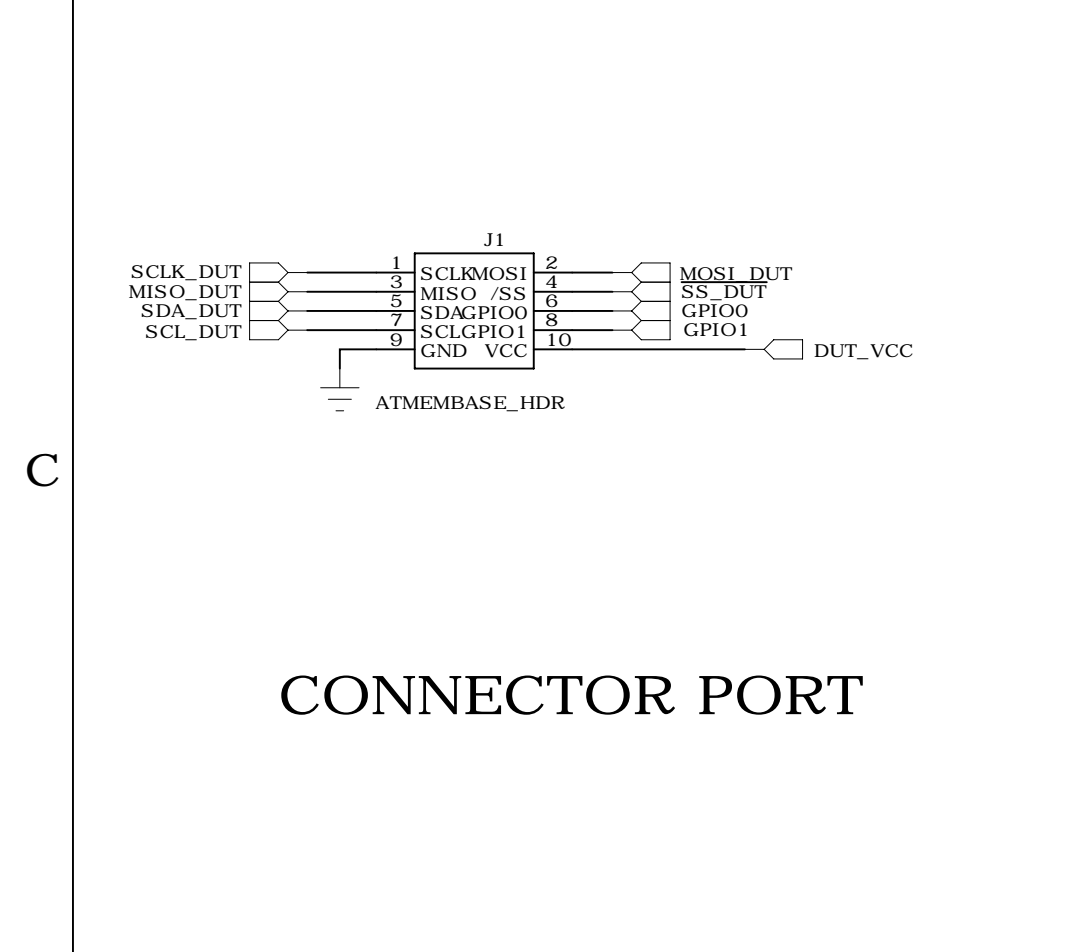 J1
SCLK_DUT 1 SCLK MOSI 2 MOSI_DUT
MISO_DUT 3 MISO /SS 4 SS_DUT
SDA_DUT 5 SDA GPIO0 6 GPIO0
SCL_DUT 7 SCL GPIO1 8 GPIO1
9 GND VCC 10 DUT_VCC
ATMEMBASE_HDR
C
CONNECTOR PORT